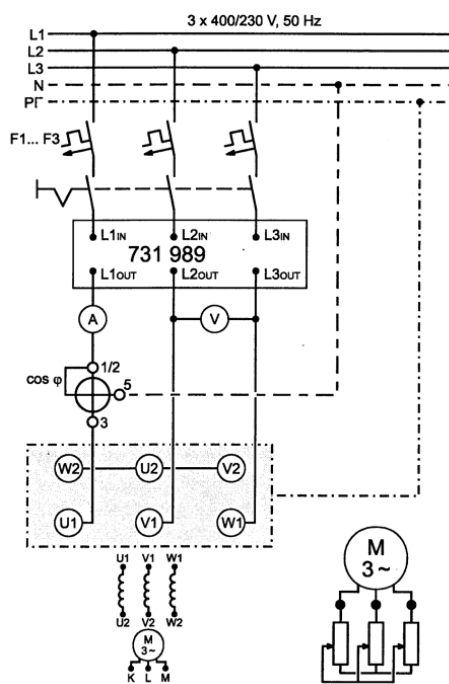 3 x 400/230 V, 50 Hz
L1
L2
L3
N
РГ
F1... F3
L1IN L2IN L3IN
731 989
L1OUT L2OUT L3OUT
A V
1/2
cos φ 5
3
W2 U2 V2
U1 V1 W1
U1 V1 W1
U2 V2 W2
M
3~
K L M
M
3~